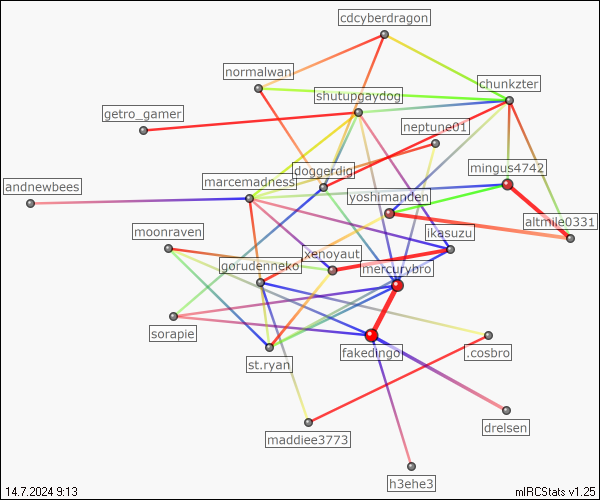 cdcyberdragon
normalwan
chunkzter
shutupgaydog
getro_gamer
neptune01
doggerdig
mingus4742
marcemadness
andnewbees
yoshimanden
altmile0331
moonraven
ikasuzu
xenoyaut
gorudenneko
mercurybro
sorapie
fakedingo
.cosbro
st.ryan
drelsen
maddiee3773
h3ehe3
14.7.2024 9:13
mIRCStats v1.25